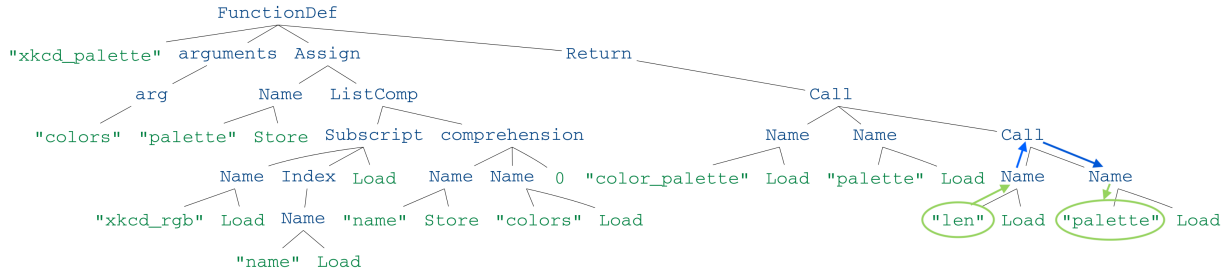 FunctionDef
"xkcd_palette" arguments Assign Return
arg Name ListComp Call
"colors" "palette" Store Subscript comprehension Name Name Call
Name Index Load Name Name 0 "color_palette" Load "palette" Load Name Name
"xkcd_rgb" Load Name "name" Store "colors" Load "len" Load "palette" Load
"name" Load